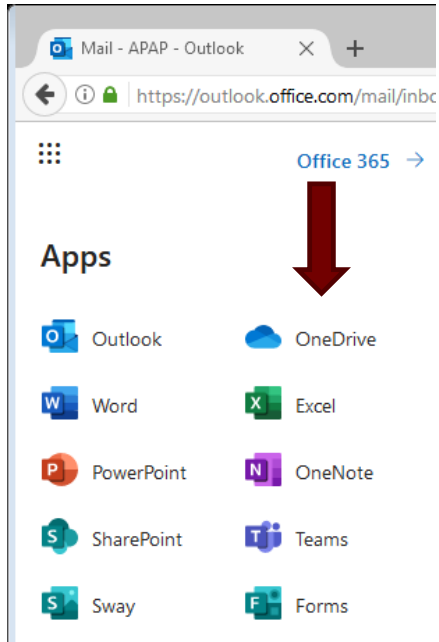 Mail - APAP - Outlook
https://outlook.office.com/mail/inbo
Office 365 →
Apps
Outlook OneDrive
Word Excel
PowerPoint OneNote
SharePoint Teams
Sway Forms